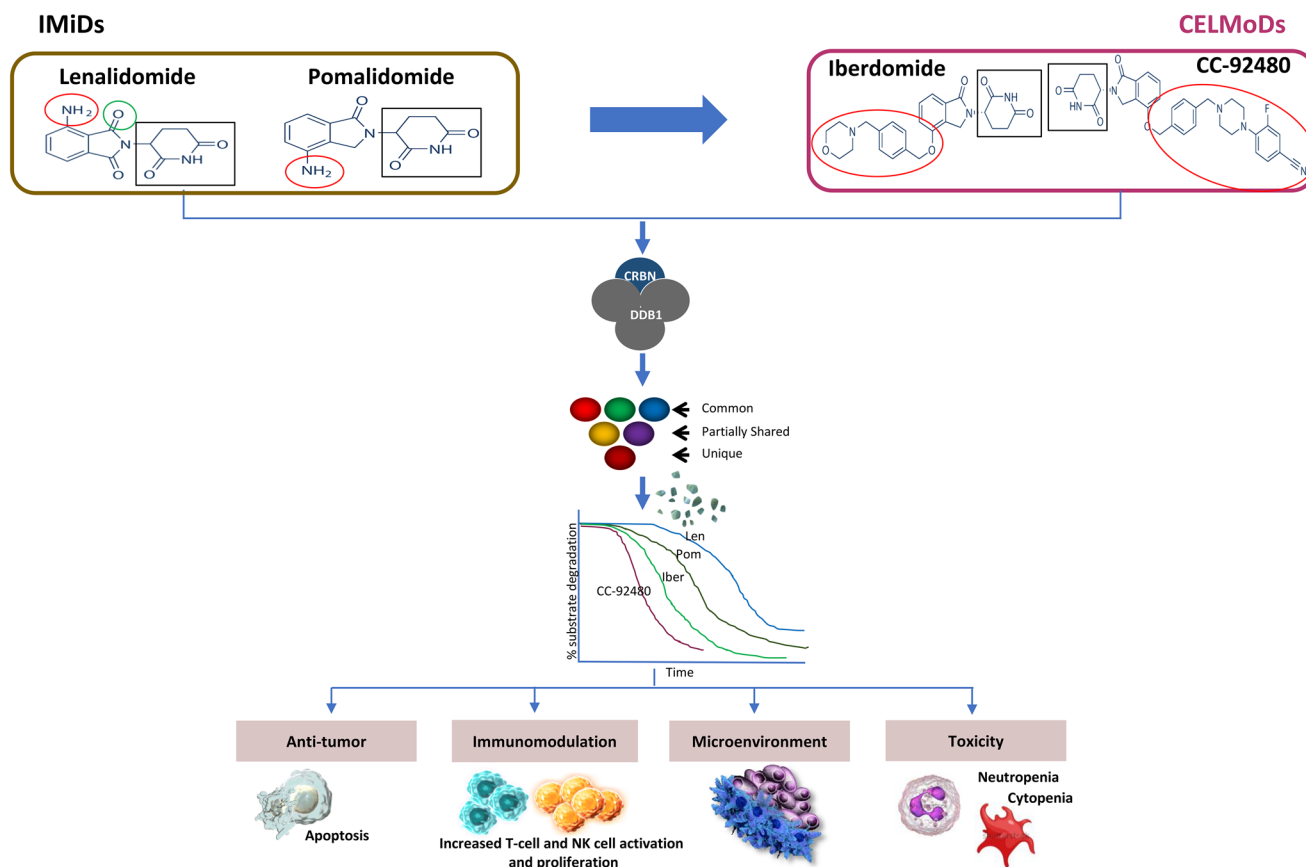 IMiDs
CELMoDs
Lenalidomide
Pomalidomide
Iberdomide
CC-92480
NH2
O
O
N
O
O
NH
O
N
O
NH
O
NH2
O
N
O
O
N
O
NH
O
O
O
NH
N
O
O
N
N
F
N
CRBN
DDB1
Common
Partially Shared
Unique
% substrate degradation
Len
Pom
Iber
CC-92480
Time
Anti-tumor
Immunomodulation
Microenvironment
Toxicity
Apoptosis
Increased T-cell and NK cell activation
and proliferation
Neutropenia
Cytopenia